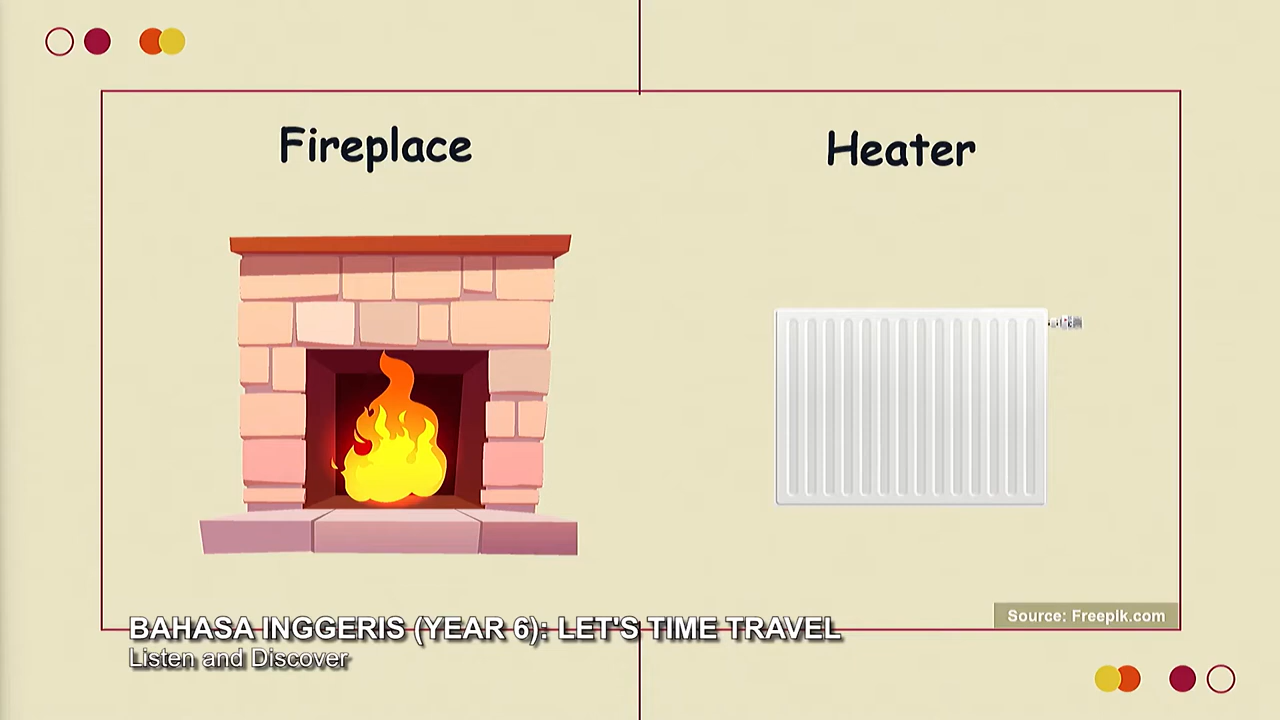 Fireplace
Heater
Source: Freepik.com
BAHASA INGGERIS (YEAR 6): LET'S TIME TRAVEL
Listen and Discover